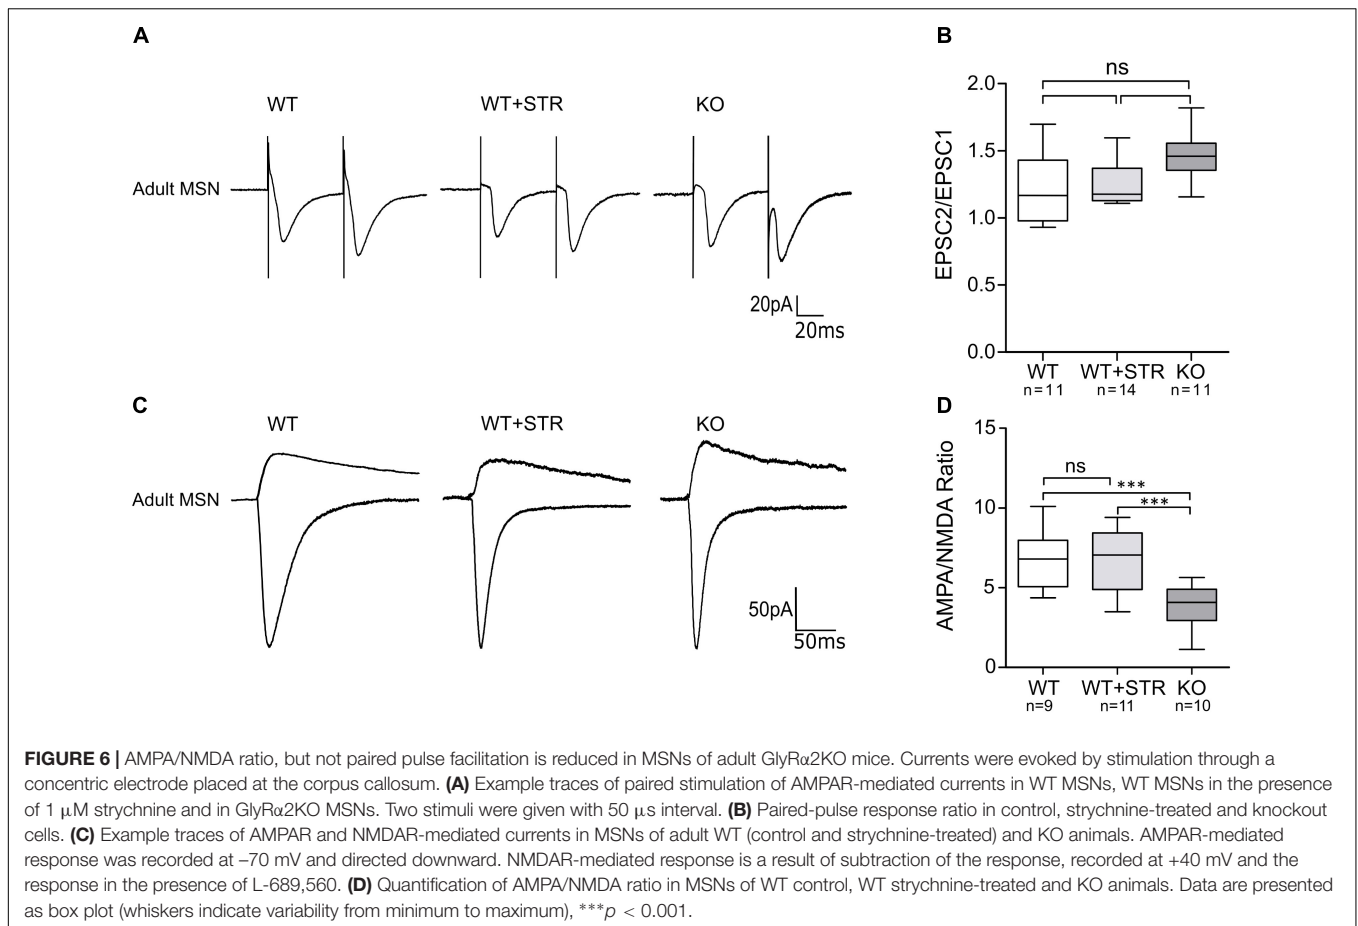 A
WT
WT+STR
KO
Adult MSN
20pA
20ms
B
ns
2.0
1.5
1.0
0.5
0.0
EPSC2/EPSC1
WT
WT+STR
KO
n=11
n=14
n=11
C
WT
WT+STR
KO
Adult MSN
50pA
50ms
D
15
10
5
0
AMPA/NMDA Ratio
ns
***
***
WT
WT+STR
KO
n=9
n=11
n=10
FIGURE 6 | AMPA/NMDA ratio, but not paired pulse facilitation is reduced in MSNs of adult GlyRα2KO mice. Currents were evoked by stimulation through a
concentric electrode placed at the corpus callosum. (A) Example traces of paired stimulation of AMPAR-mediated currents in WT MSNs, WT MSNs in the presence
of 1 μM strychnine and in GlyRα2KO MSNs. Two stimuli were given with 50 μs interval. (B) Paired-pulse response ratio in control, strychnine-treated and knockout
cells. (C) Example traces of AMPAR and NMDAR-mediated currents in MSNs of adult WT (control and strychnine-treated) and KO animals. AMPAR-mediated
response was recorded at –70 mV and directed downward. NMDAR-mediated response is a result of subtraction of the response, recorded at +40 mV and the
response in the presence of L-689,560. (D) Quantification of AMPA/NMDA ratio in MSNs of WT control, WT strychnine-treated and KO animals. Data are presented
as box plot (whiskers indicate variability from minimum to maximum), ***p < 0.001.